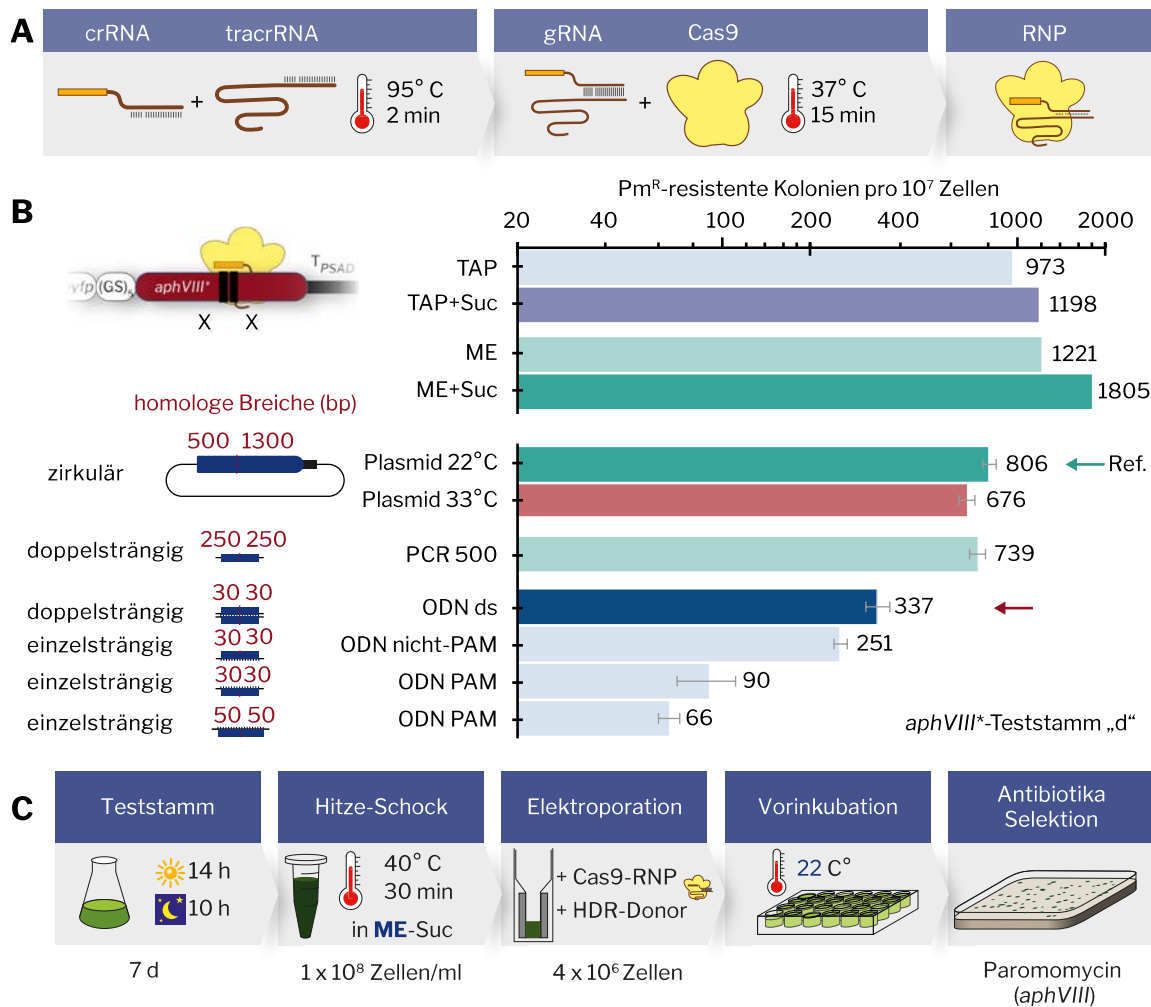 A
crRNA
tracrRNA
gRNA
Cas9
RNP
+
95° C
2 min
+
37° C
15 min
B
Pm^R-resistente Kolonien pro 10⁷ Zellen
20 40 100 200 400 1000 2000
yfp (GS)₅ aphVIII* T_PSAD
X X
TAP 973
TAP+Suc 1198
ME 1221
ME+Suc 1805
homologe Breiche (bp)
500 1300
zirkulär
Plasmid 22°C 806 Ref.
Plasmid 33°C 676
250 250
doppelsträngig
PCR 500 739
30 30
doppelsträngig
ODN ds 337
30 30
einzelsträngig
ODN nicht-PAM 251
3030
einzelsträngig
ODN PAM 90
50 50
einzelsträngig
ODN PAM 66
aphVIII*-Teststamm „d“
C
Teststamm
14 h
10 h
7 d
Hitze-Schock
40° C
30 min
in ME-Suc
1 x 10⁸ Zellen/ml
Elektroporation
+ Cas9-RNP
+ HDR-Donor
4 x 10⁶ Zellen
Vorinkubation
22 C°
Antibiotika
Selektion
Paromomycin
(aphVIII)